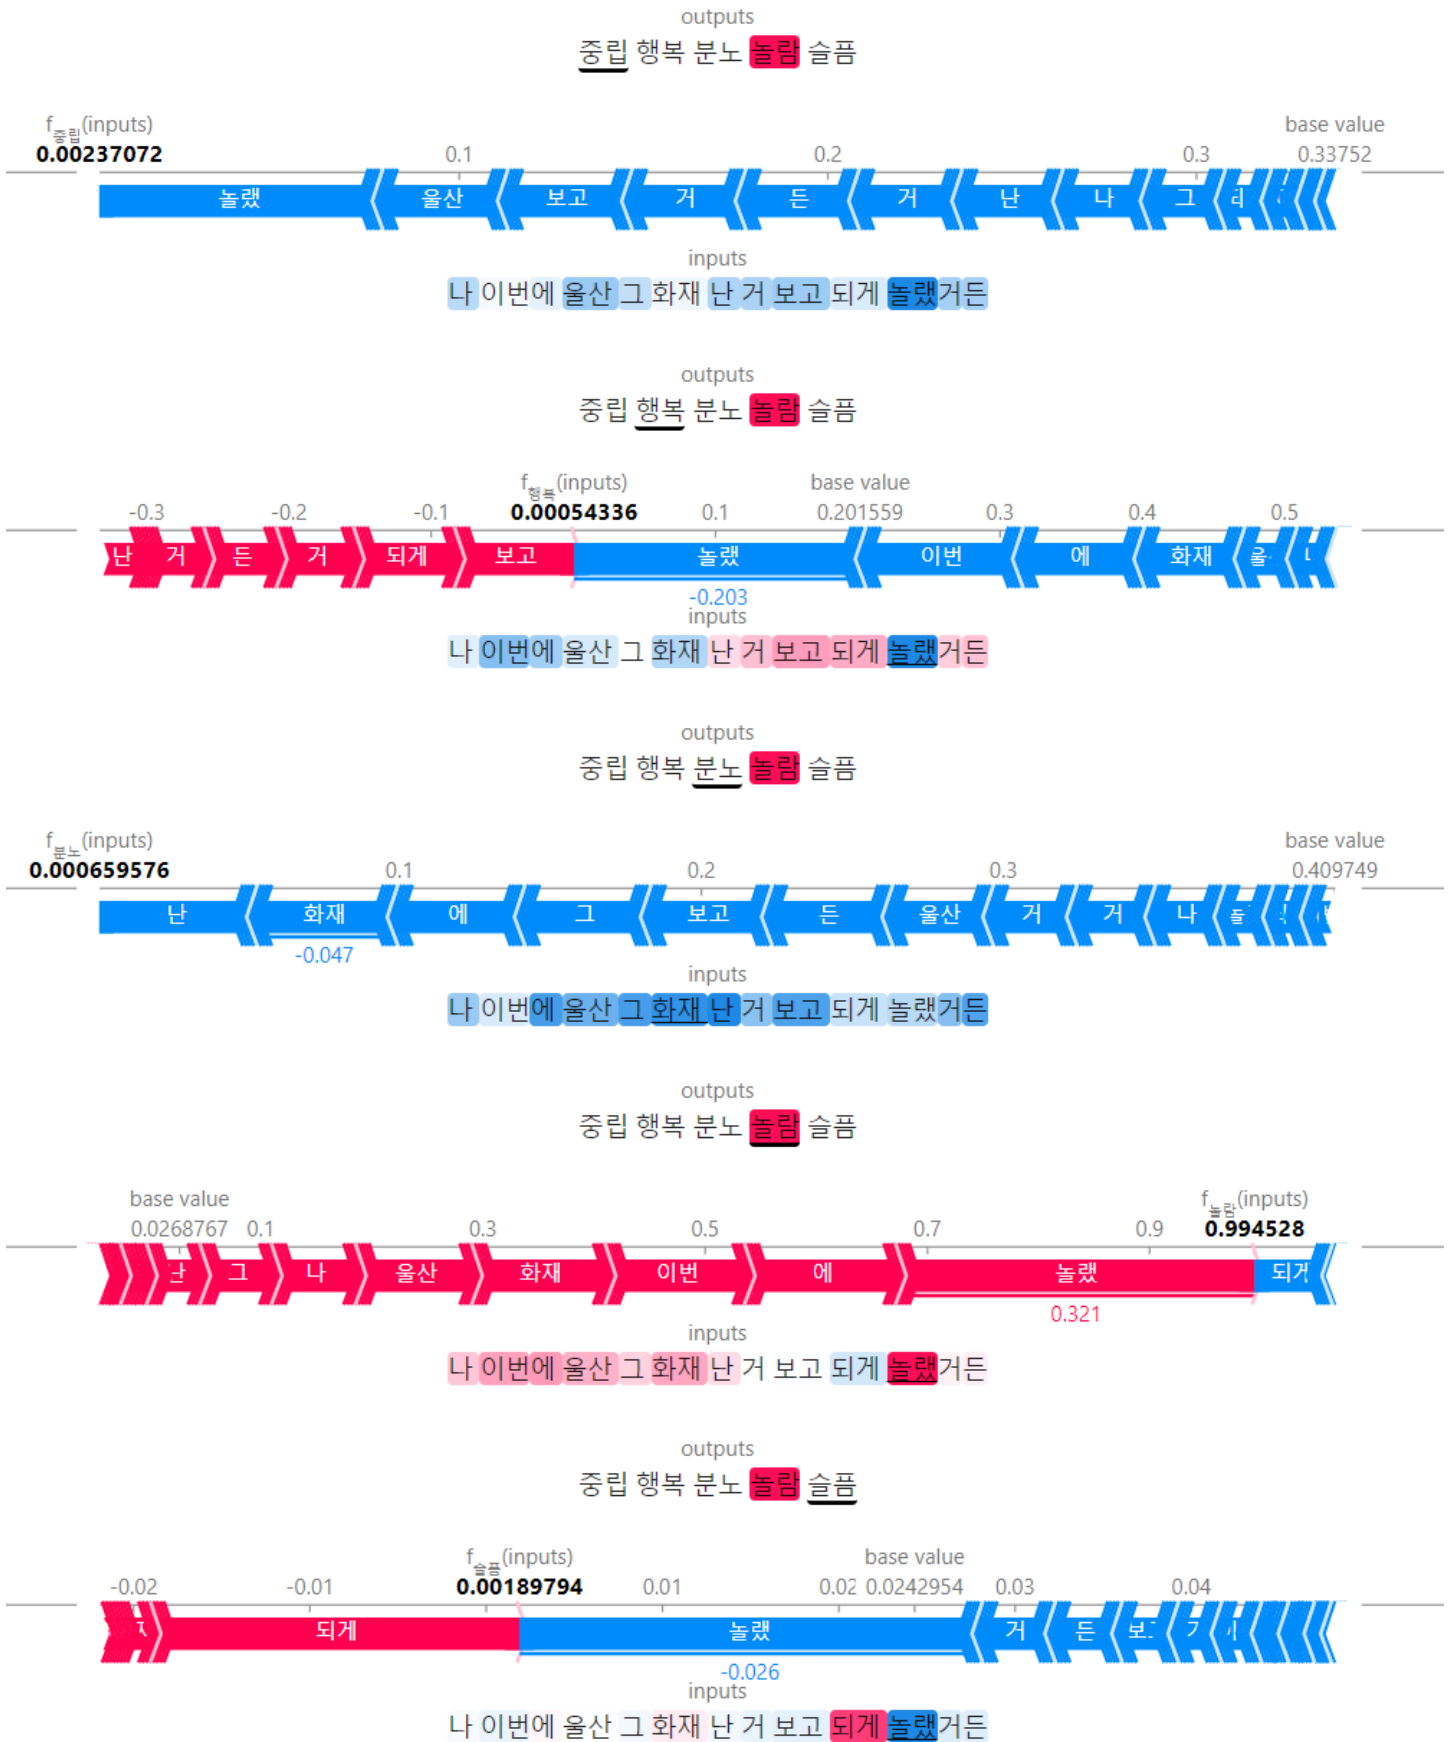 outputs
중립 행복 분노 놀람 슬픔
f중립(inputs) base value
0.00237072 0.1 0.2 0.3 0.33752
놀랬 울산 보고 거 든 거 난 나 그
inputs
나 이번에 울산 그 화재 난 거 보고 되게 놀랬거든
outputs
중립 행복 분노 놀람 슬픔
f행복(inputs) base value
-0.3 -0.2 -0.1 0.00054336 0.1 0.201559 0.3 0.4 0.5
난 거 든 거 되게 보고 놀랬 이번 에 화재
-0.203
inputs
나 이번에 울산 그 화재 난 거 보고 되게 놀랬거든
outputs
중립 행복 분노 놀람 슬픔
f분노(inputs) base value
0.000659576 0.1 0.2 0.3 0.409749
난 화재 에 그 보고 든 울산 거 거 나
-0.047
inputs
나 이번에 울산 그 화재 난 거 보고 되게 놀랬거든
outputs
중립 행복 분노 놀람 슬픔
base value f놀람(inputs)
0.0268767 0.1 0.3 0.5 0.7 0.9 0.994528
난 그 나 울산 화재 이번 에 놀랬 되게
0.321
inputs
나 이번에 울산 그 화재 난 거 보고 되게 놀랬거든
outputs
중립 행복 분노 놀람 슬픔
f슬픔(inputs) base value
-0.02 -0.01 0.00189794 0.01 0.02 0.0242954 0.03 0.04
되게 놀랬 거 든
-0.026
inputs
나 이번에 울산 그 화재 난 거 보고 되게 놀랬거든